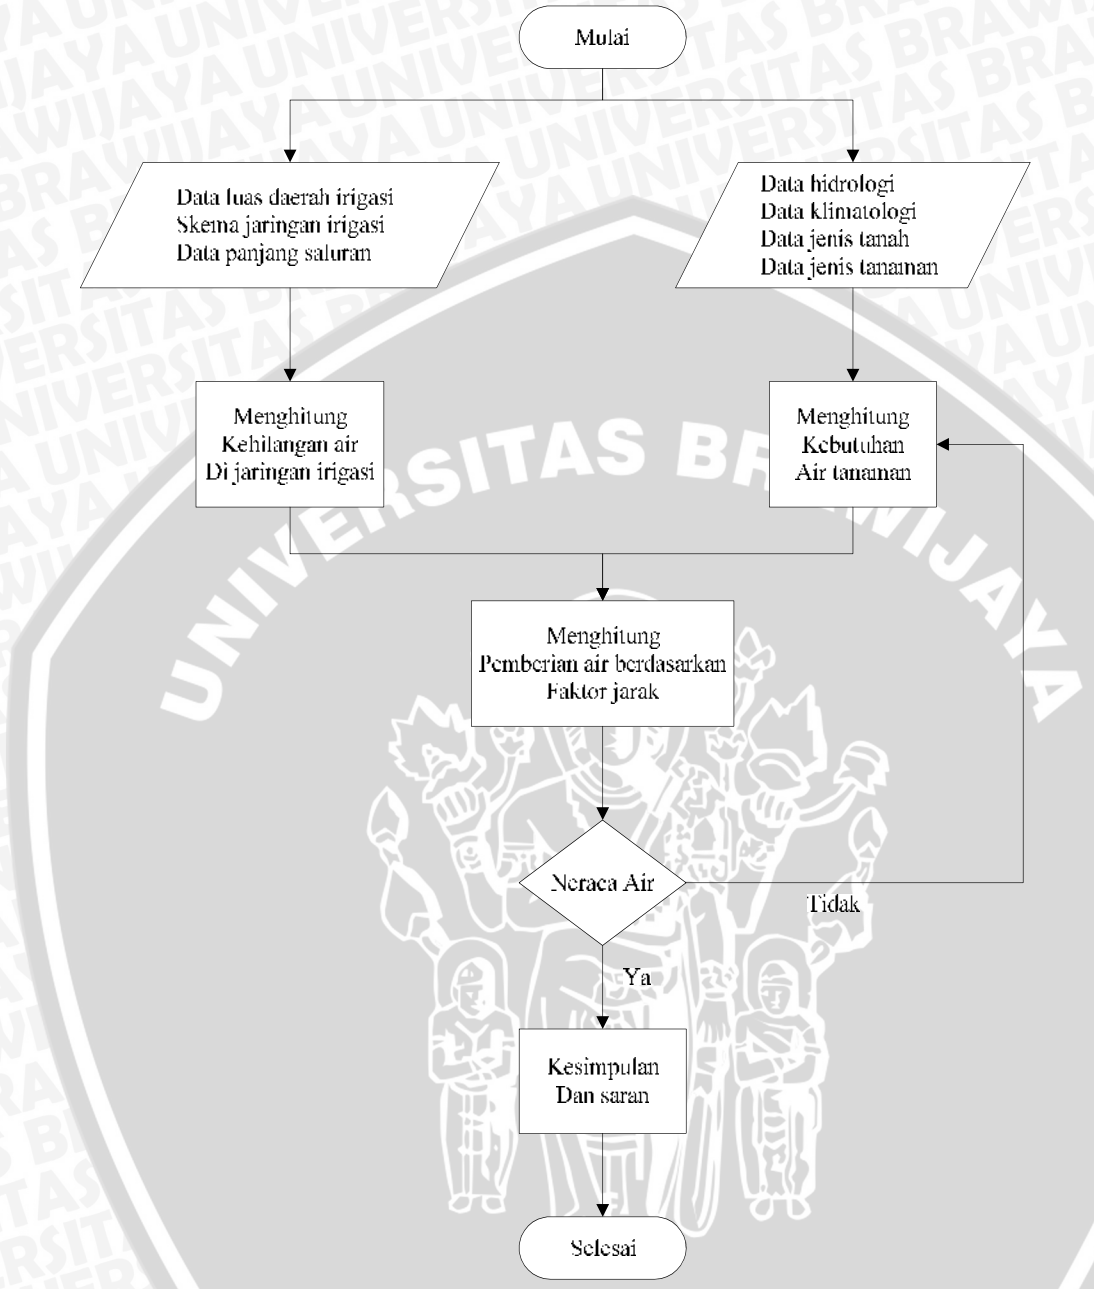 Mulai
Data luas daerah irigasi
Skema jaringan irigasi
Data panjang saluran
Data hidrologi
Data klimatologi
Data jenis tanah
Data jenis tanaman
Menghitung
Kehilangan air
Di jaringan irigasi
Menghitung
Kebutuhan
Air tanaman
UNIVERSITAS BRAWIJAYA
Menghitung
Pemberian air berdasarkan
Faktor jarak
Neraca Air
Tidak
Ya
Kesimpulan
Dan saran
Selesai